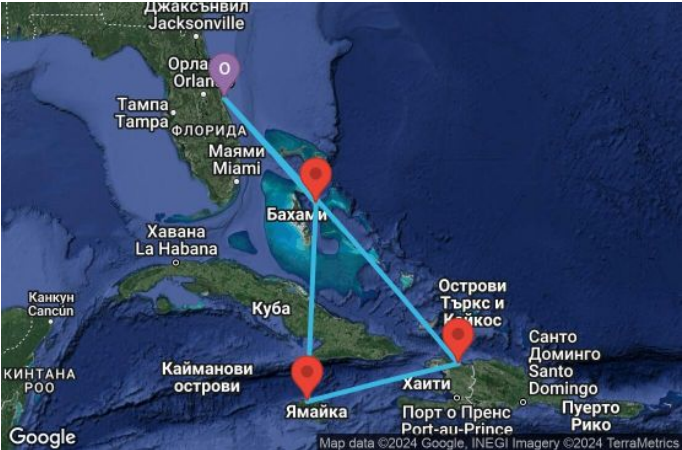 Джаксънвил
Jacksonville
Орла
Orlan
O
Тампа
Tampa
ФЛОРИДА
Маями
Miami
Бахами
Хавана
La Habana
Канкун
Cancún
Куба
Острови
Търкс и
Кайкос
КИНТАНА
РОО
Кайманови
острови
Ямайка
Хаити
Порт о Пренс
Port-au-Prince
Санто
Доминго
Santo
Domingo
Пуерто
Рико
Google
Map data ©2024 Google, INEGI Imagery ©2024 TerraMetrics